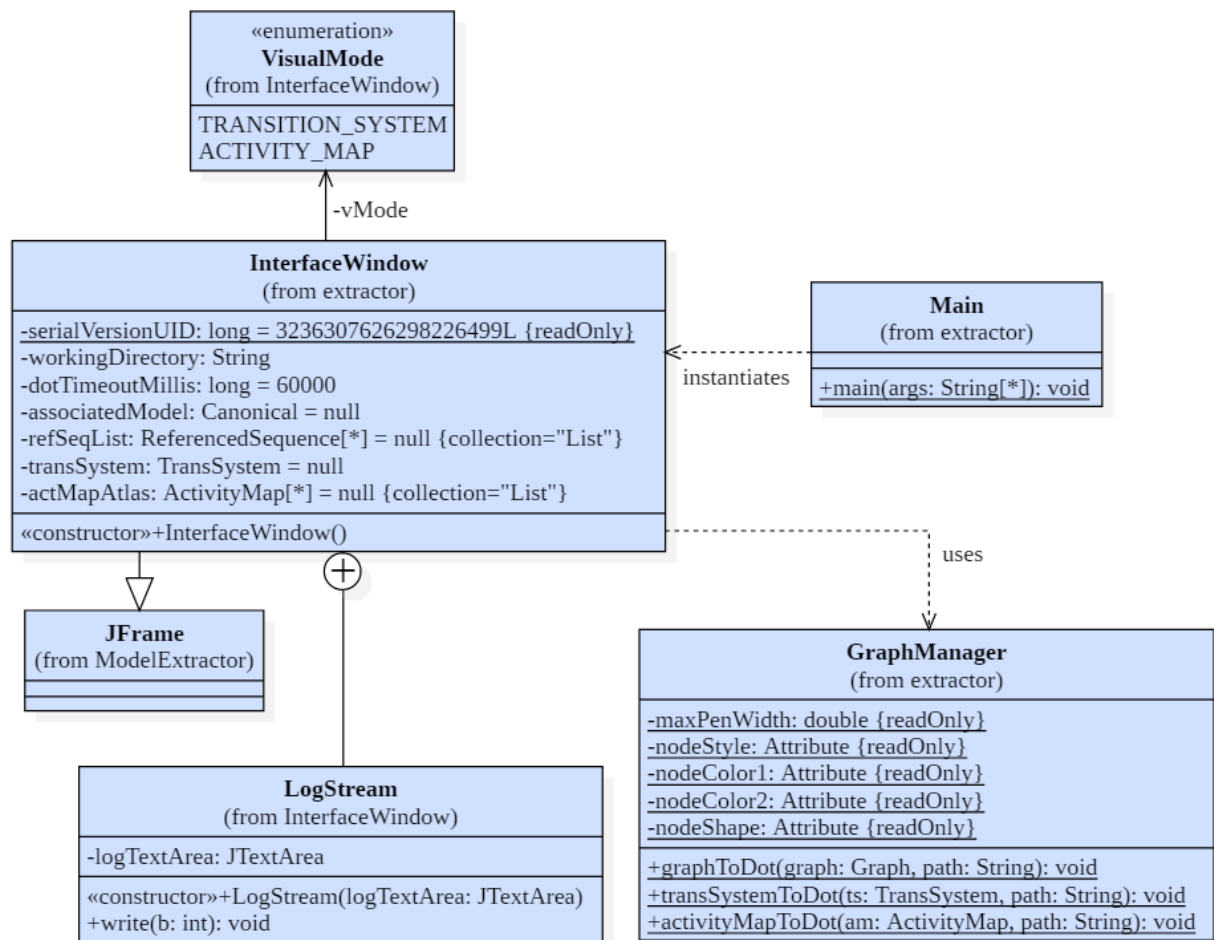 «enumeration»
VisualMode
(from InterfaceWindow)
TRANSITION_SYSTEM
ACTIVITY_MAP
-vMode
InterfaceWindow
(from extractor)
-serialVersionUID: long = 3236307626298226499L {readOnly}
-workingDirectory: String
-dotTimeoutMillis: long = 60000
-associatedModel: Canonical = null
-refSeqList: ReferencedSequence[*] = null {collection="List"}
-transSystem: TransSystem = null
-actMapAtlas: ActivityMap[*] = null {collection="List"}
«constructor»+InterfaceWindow()
instantiates
Main
(from extractor)
+main(args: String[*]): void
uses
JFrame
(from ModelExtractor)
LogStream
(from InterfaceWindow)
-logTextArea: JTextArea
«constructor»+LogStream(logTextArea: JTextArea)
+write(b: int): void
GraphManager
(from extractor)
-maxPenWidth: double {readOnly}
-nodeStyle: Attribute {readOnly}
-nodeColor1: Attribute {readOnly}
-nodeColor2: Attribute {readOnly}
-nodeShape: Attribute {readOnly}
+graphToDot(graph: Graph, path: String): void
+transSystemToDot(ts: TransSystem, path: String): void
+activityMapToDot(am: ActivityMap, path: String): void